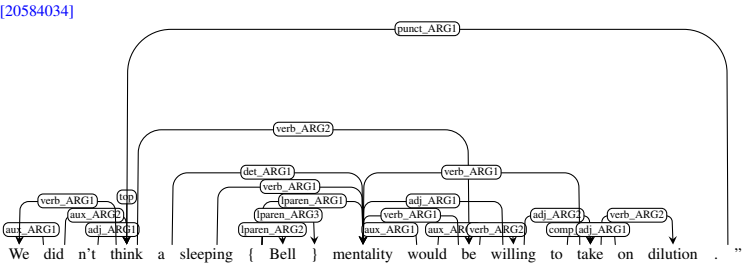 [20584034]
punct_ARG1
verb_ARG2
det_ARG1 verb_ARG1
verb_ARG1
verb_ARG1 top lparen_ARG1 adj_ARG1
aux_ARG2 lparen_ARG3 verb_ARG1 adj_ARG2 verb_ARG2
aux_ARG1 adj_ARG1 lparen_ARG2 aux_ARG1 verb_ARG2 comp adj_ARG1
We did n't think a sleeping { Bell } mentality would be willing to take on dilution . ”